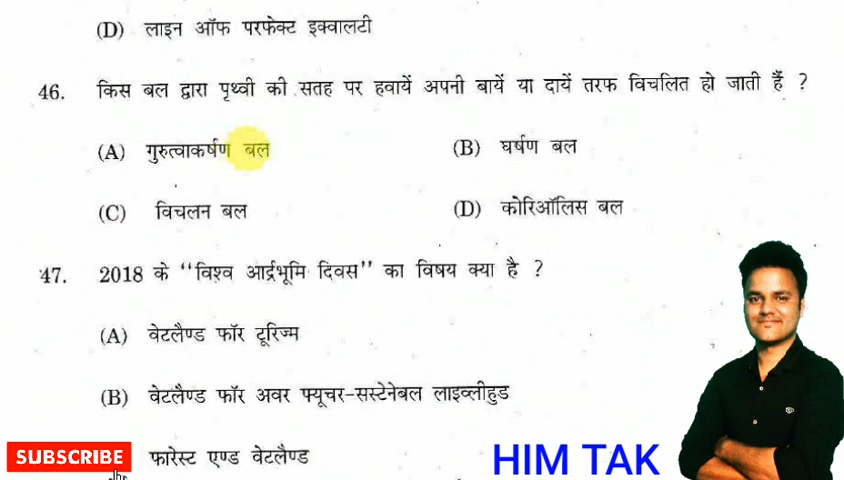 (D) लाइन ऑफ परफेक्ट इक्वालटी
46. किस बल द्वारा पृथ्वी की सतह पर हवायें अपनी बायें या दायें तरफ विचलित हो जाती हैं ?
(A) गुरुत्वाकर्षण बल (B) घर्षण बल
(C) विचलन बल (D) कोरिऑलिस बल
47. 2018 के “विश्व आर्द्रभूमि दिवस” का विषय क्या है ?
(A) वेटलैण्ड फॉर टूरिज्म
(B) वेटलैण्ड फॉर अवर फ्यूचर-सस्टेनेबल लाइव्लीहुड
फारेस्ट एण्ड वेटलैण्ड
SUBSCRIBE
HIM TAK